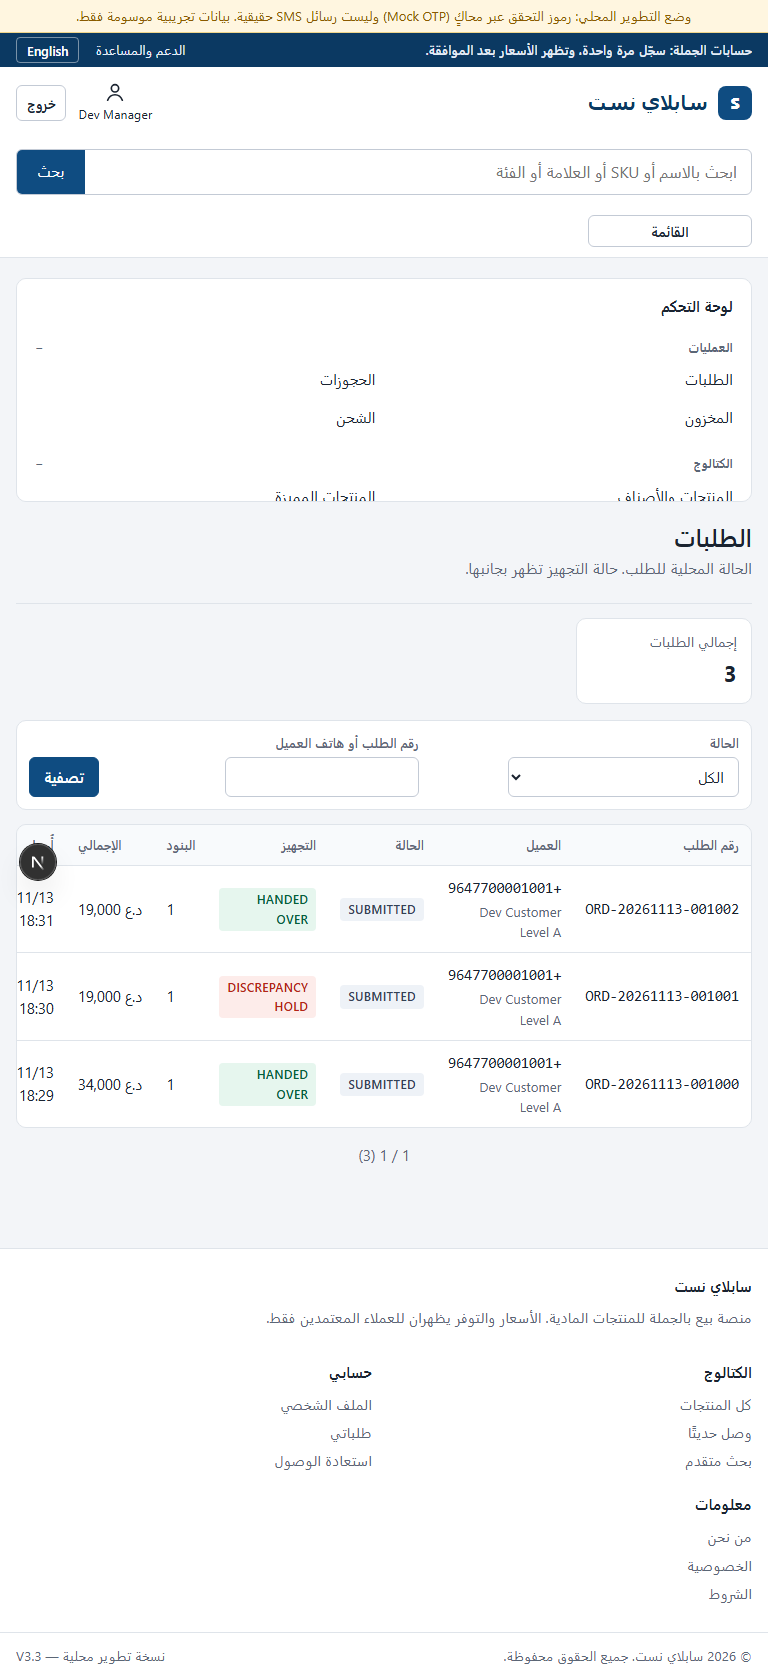 وضع التطوير المحلي: رموز التحقق عبر محاكٍ (Mock OTP) وليست رسائل SMS حقيقية. بيانات تجريبية موسومة فقط.
حسابات الجملة: سجّل مرة واحدة، وتظهر الأسعار بعد الموافقة.
الدعم والمساعدة
English
S
سابلاي نست
Dev Manager
خروج
ابحث بالاسم أو SKU أو العلامة أو الفئة
بحث
القائمة
لوحة التحكم
العمليات –
الطلبات الحجوزات
المخزون الشحن
الكتالوج –
المنتجات والأصناف المنتجات المميزة
الطلبات
الحالة المحلية للطلب. حالة التجهيز تظهر بجانبها.
إجمالي الطلبات
3
الحالة رقم الطلب أو هاتف العميل
الكل
تصفية
رقم الطلب العميل الحالة التجهيز البنود الإجمالي
ORD-20261113-001002 +9647700001001 Dev Customer Level A SUBMITTED HANDED OVER 1 19,000 د.ع 11/13 18:31
ORD-20261113-001001 +9647700001001 Dev Customer Level A SUBMITTED DISCREPANCY HOLD 1 19,000 د.ع 11/13 18:30
ORD-20261113-001000 +9647700001001 Dev Customer Level A SUBMITTED HANDED OVER 1 34,000 د.ع 11/13 18:29
N
1 / 1 (3)
سابلاي نست
منصة بيع بالجملة للمنتجات المادية. الأسعار والتوفر يظهران للعملاء المعتمدين فقط.
الكتالوج
كل المنتجات
وصل حديثًا
بحث متقدم
حسابي
الملف الشخصي
طلباتي
استعادة الوصول
معلومات
من نحن
الخصوصية
الشروط
© 2026 سابلاي نست. جميع الحقوق محفوظة.
نسخة تطوير محلية — V3.3